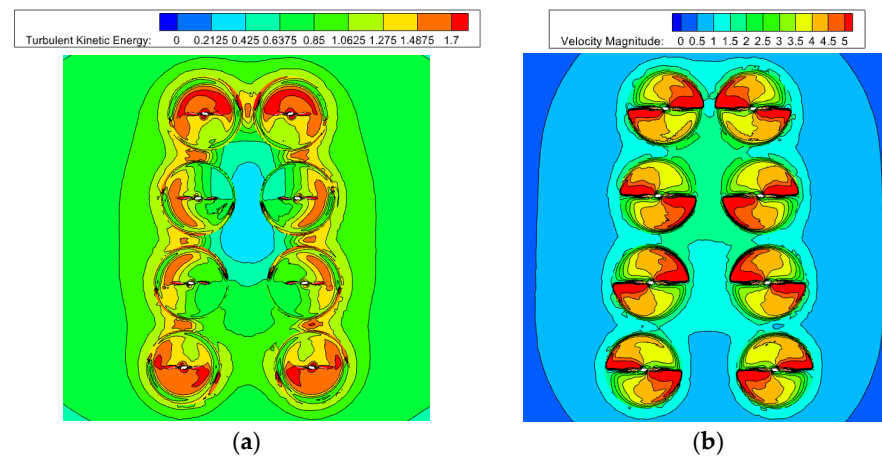 Turbulent Kinetic Energy: 0 0.2125 0.425 0.6375 0.85 1.0625 1.275 1.4875 1.7
Velocity Magnitude: 0 0.5 1 1.5 2 2.5 3 3.5 4 4.5 5
(a)
(b)